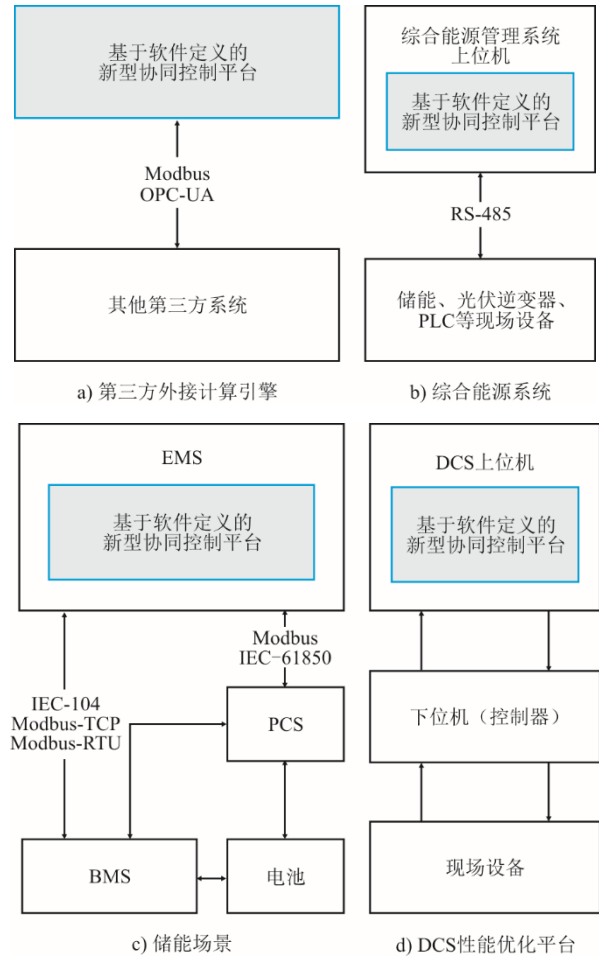 基于软件定义的
新型协同控制平台
Modbus
OPC-UA
其他第三方系统
a) 第三方外接计算引擎
综合能源管理系统
上位机
基于软件定义的
新型协同控制平台
RS-485
储能、光伏逆变器、
PLC等现场设备
b) 综合能源系统
EMS
基于软件定义的
新型协同控制平台
Modbus
IEC-61850
IEC-104
Modbus-TCP
Modbus-RTU
PCS
BMS
电池
c) 储能场景
DCS上位机
基于软件定义的
新型协同控制平台
下位机（控制器）
现场设备
d) DCS性能优化平台